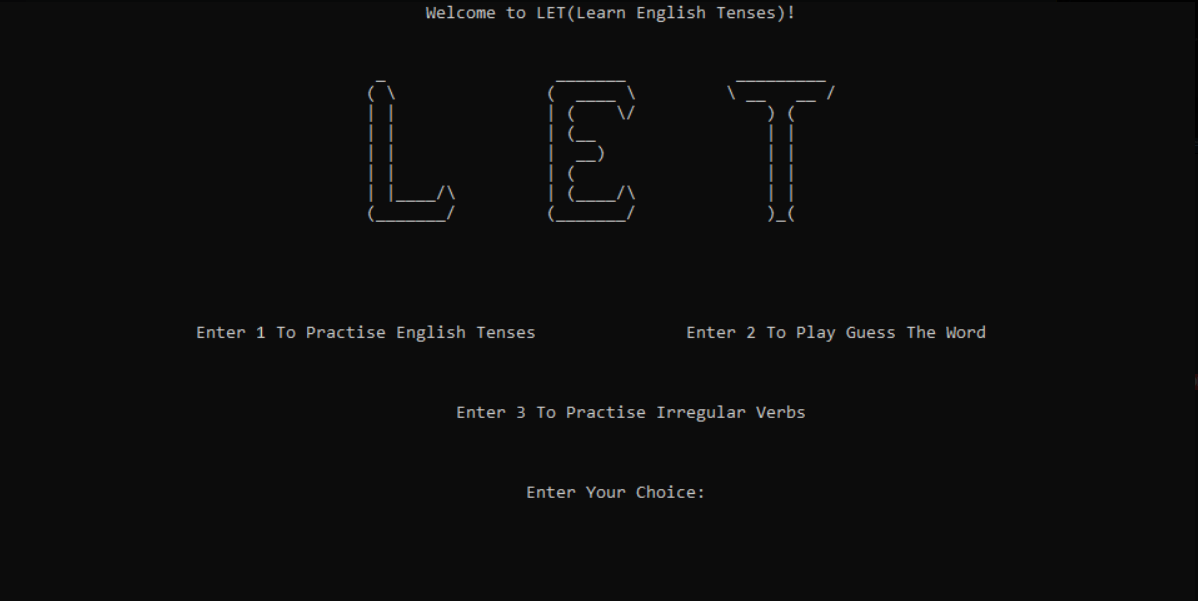 Welcome to LET(Learn English Tenses)!
LET
Enter 1 To Practise English Tenses
Enter 2 To Play Guess The Word
Enter 3 To Practise Irregular Verbs
Enter Your Choice: